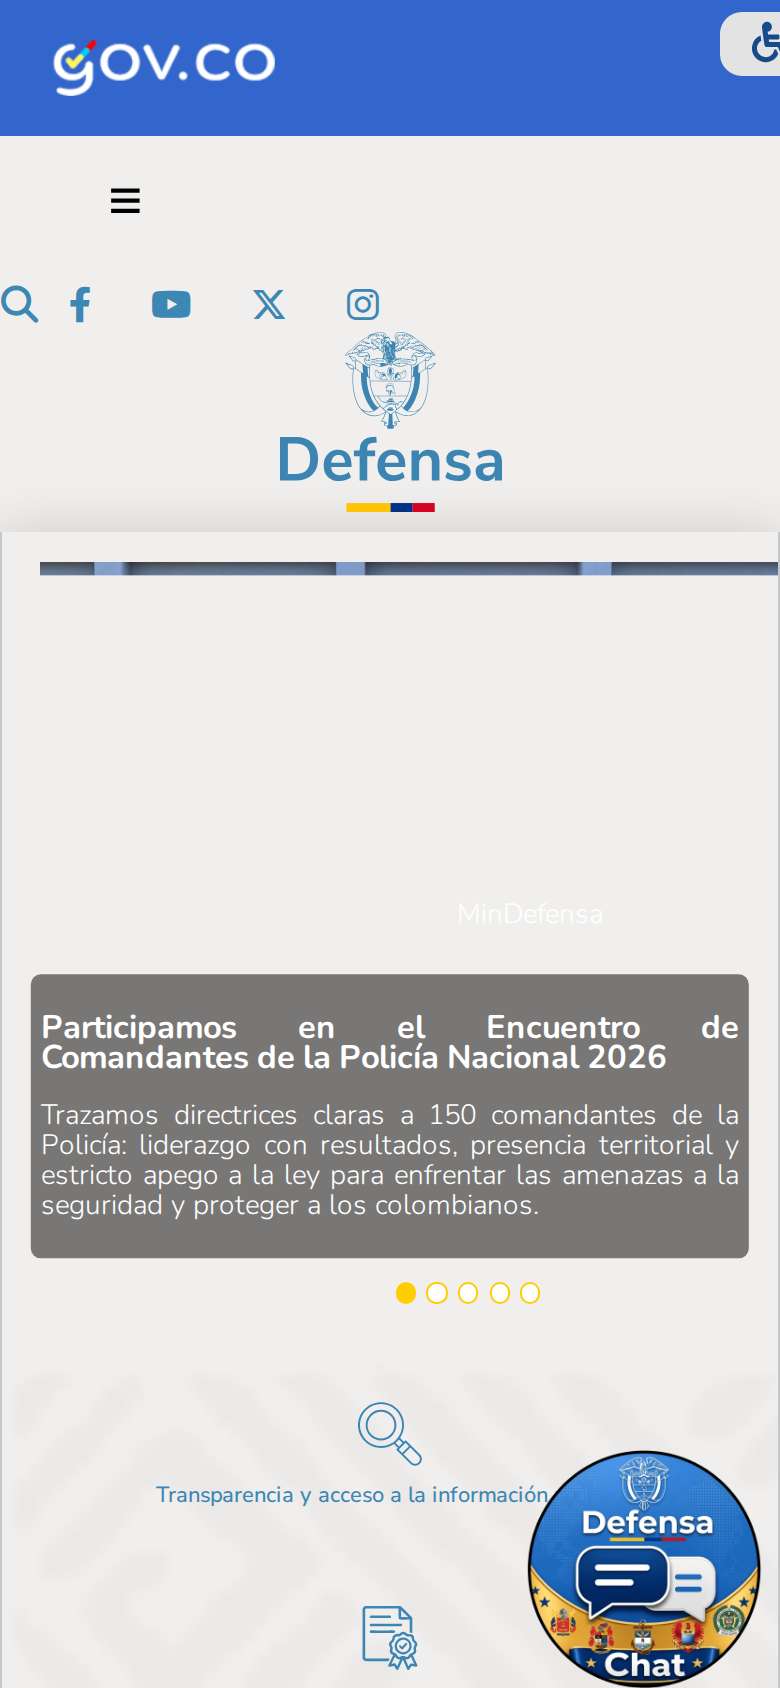 gov.co
Defensa
MinDefensa
Participamos en el Encuentro de
Comandantes de la Policía Nacional 2026
Trazamos directrices claras a 150 comandantes de la
Policía: liderazgo con resultados, presencia territorial y
estricto apego a la ley para enfrentar las amenazas a la
seguridad y proteger a los colombianos.
Transparencia y acceso a la información
Defensa
Chat